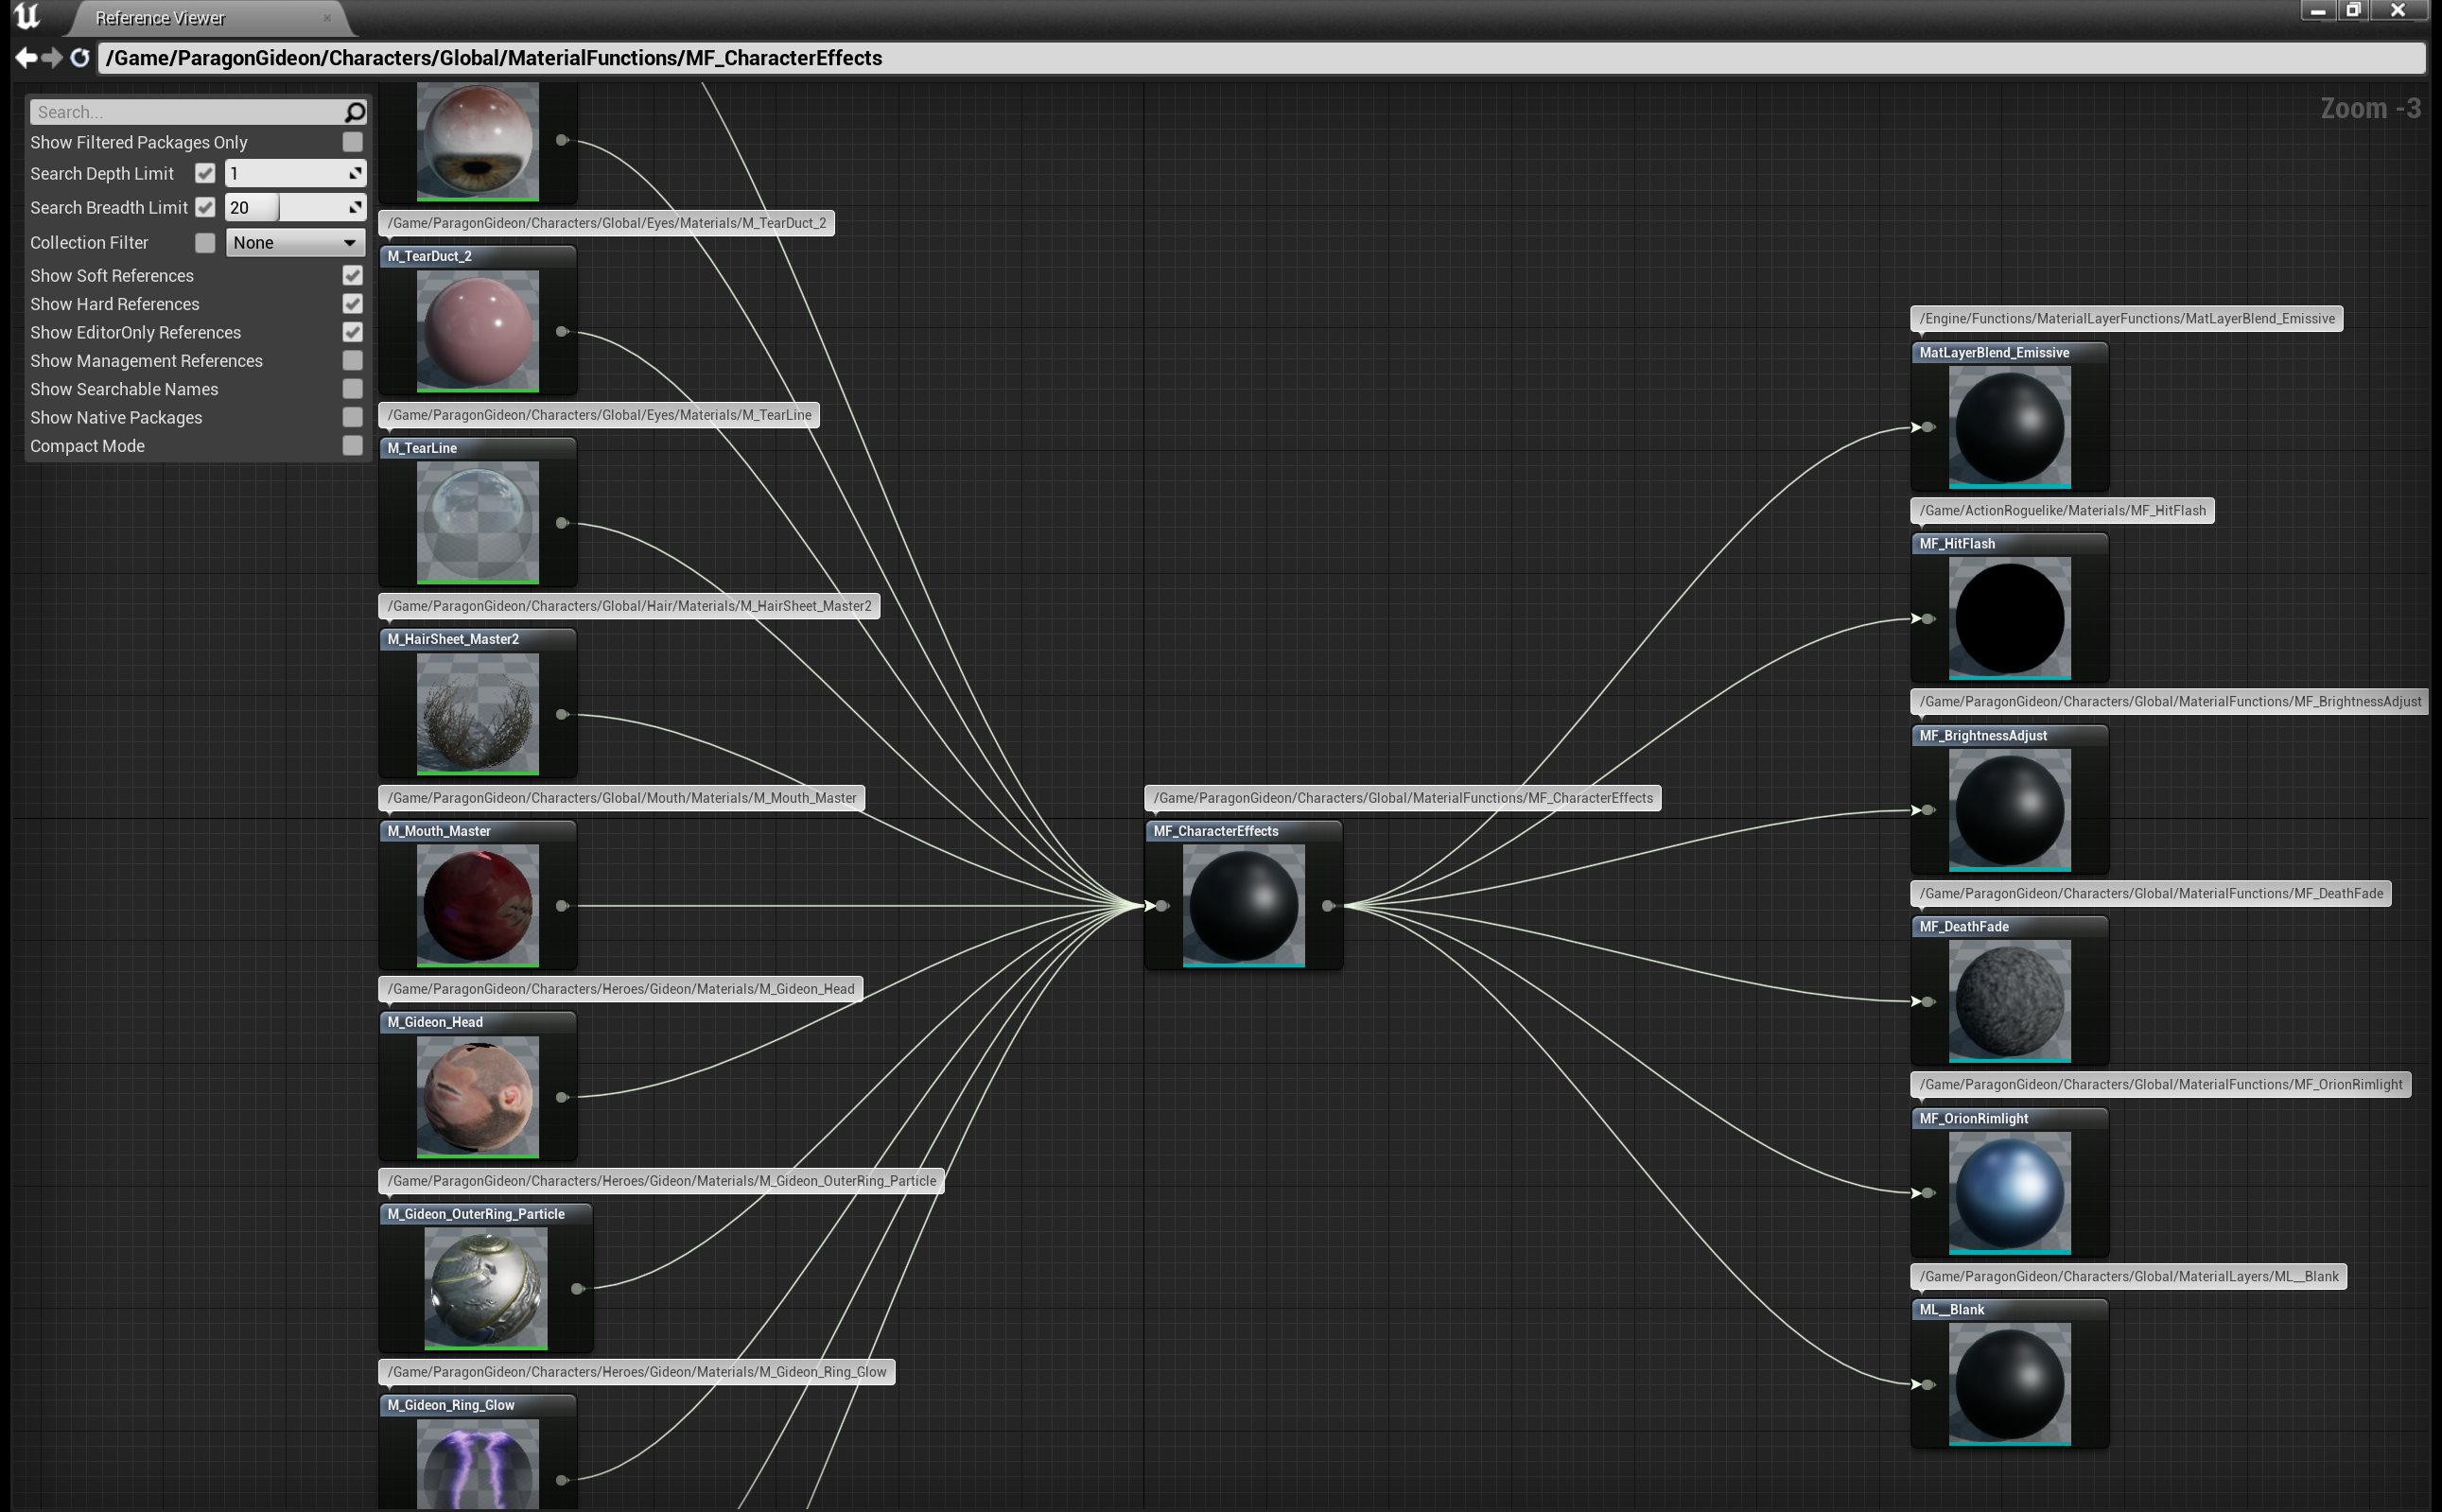 Reference Viewer
/Game/ParagonGideon/Characters/Global/MaterialFunctions/MF_CharacterEffects
Zoom -3
Search...
Show Filtered Packages Only
Search Depth Limit 1
Search Breadth Limit 20
Collection Filter None
Show Soft References
Show Hard References
Show EditorOnly References
Show Management References
Show Searchable Names
Show Native Packages
Compact Mode
/Game/ParagonGideon/Characters/Global/Eyes/Materials/M_TearDuct_2
M_TearDuct_2
/Game/ParagonGideon/Characters/Global/Eyes/Materials/M_TearLine
M_TearLine
/Game/ParagonGideon/Characters/Global/Hair/Materials/M_HairSheet_Master2
M_HairSheet_Master2
/Game/ParagonGideon/Characters/Global/Mouth/Materials/M_Mouth_Master
M_Mouth_Master
/Game/ParagonGideon/Characters/Heroes/Gideon/Materials/M_Gideon_Head
M_Gideon_Head
/Game/ParagonGideon/Characters/Heroes/Gideon/Materials/M_Gideon_OuterRing_Particle
M_Gideon_OuterRing_Particle
/Game/ParagonGideon/Characters/Heroes/Gideon/Materials/M_Gideon_Ring_Glow
M_Gideon_Ring_Glow
/Game/ParagonGideon/Characters/Global/MaterialFunctions/MF_CharacterEffects
MF_CharacterEffects
/Engine/Functions/MaterialLayerFunctions/MatLayerBlend_Emissive
MatLayerBlend_Emissive
/Game/ActionRoguelike/Materials/MF_HitFlash
MF_HitFlash
/Game/ParagonGideon/Characters/Global/MaterialFunctions/MF_BrightnessAdjust
MF_BrightnessAdjust
/Game/ParagonGideon/Characters/Global/MaterialFunctions/MF_DeathFade
MF_DeathFade
/Game/ParagonGideon/Characters/Global/MaterialFunctions/MF_OrionRimlight
MF_OrionRimlight
/Game/ParagonGideon/Characters/Global/MaterialLayers/ML__Blank
ML__Blank